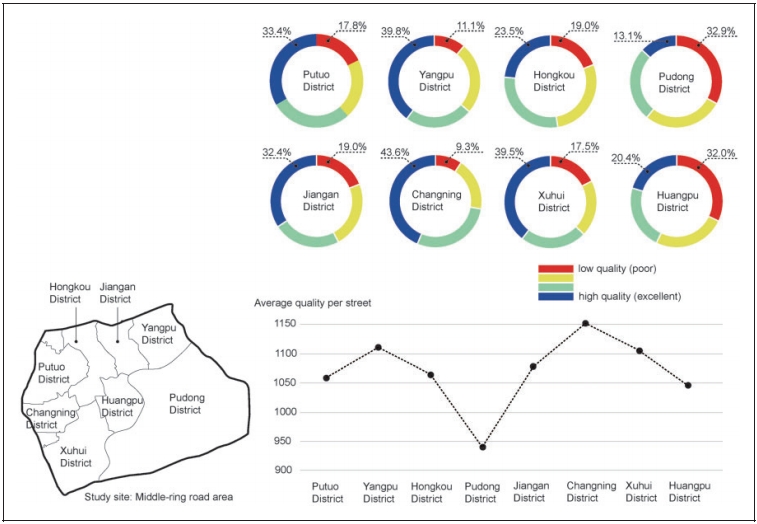 33.4%
17.8%
39.8%
11.1%
23.5%
19.0%
13.1%
32.9%
Putuo
District
Yangpu
District
Hongkou
District
Pudong
District
32.4%
19.0%
43.6%
9.3%
39.5%
17.5%
20.4%
32.0%
Jiangan
District
Changning
District
Xuhui
District
Huangpu
District
low quality (poor)
high quality (excellent)
Hongkou
District
Jiangan
District
Yangpu
District
Putuo
District
Huangpu
District
Pudong
District
Changning
District
Xuhui
District
Study site: Middle-ring road area
Average quality per street
1150
1100
1050
1000
950
900
Putuo
District
Yangpu
District
Hongkou
District
Pudong
District
Jiangan
District
Changning
District
Xuhui
District
Huangpu
District